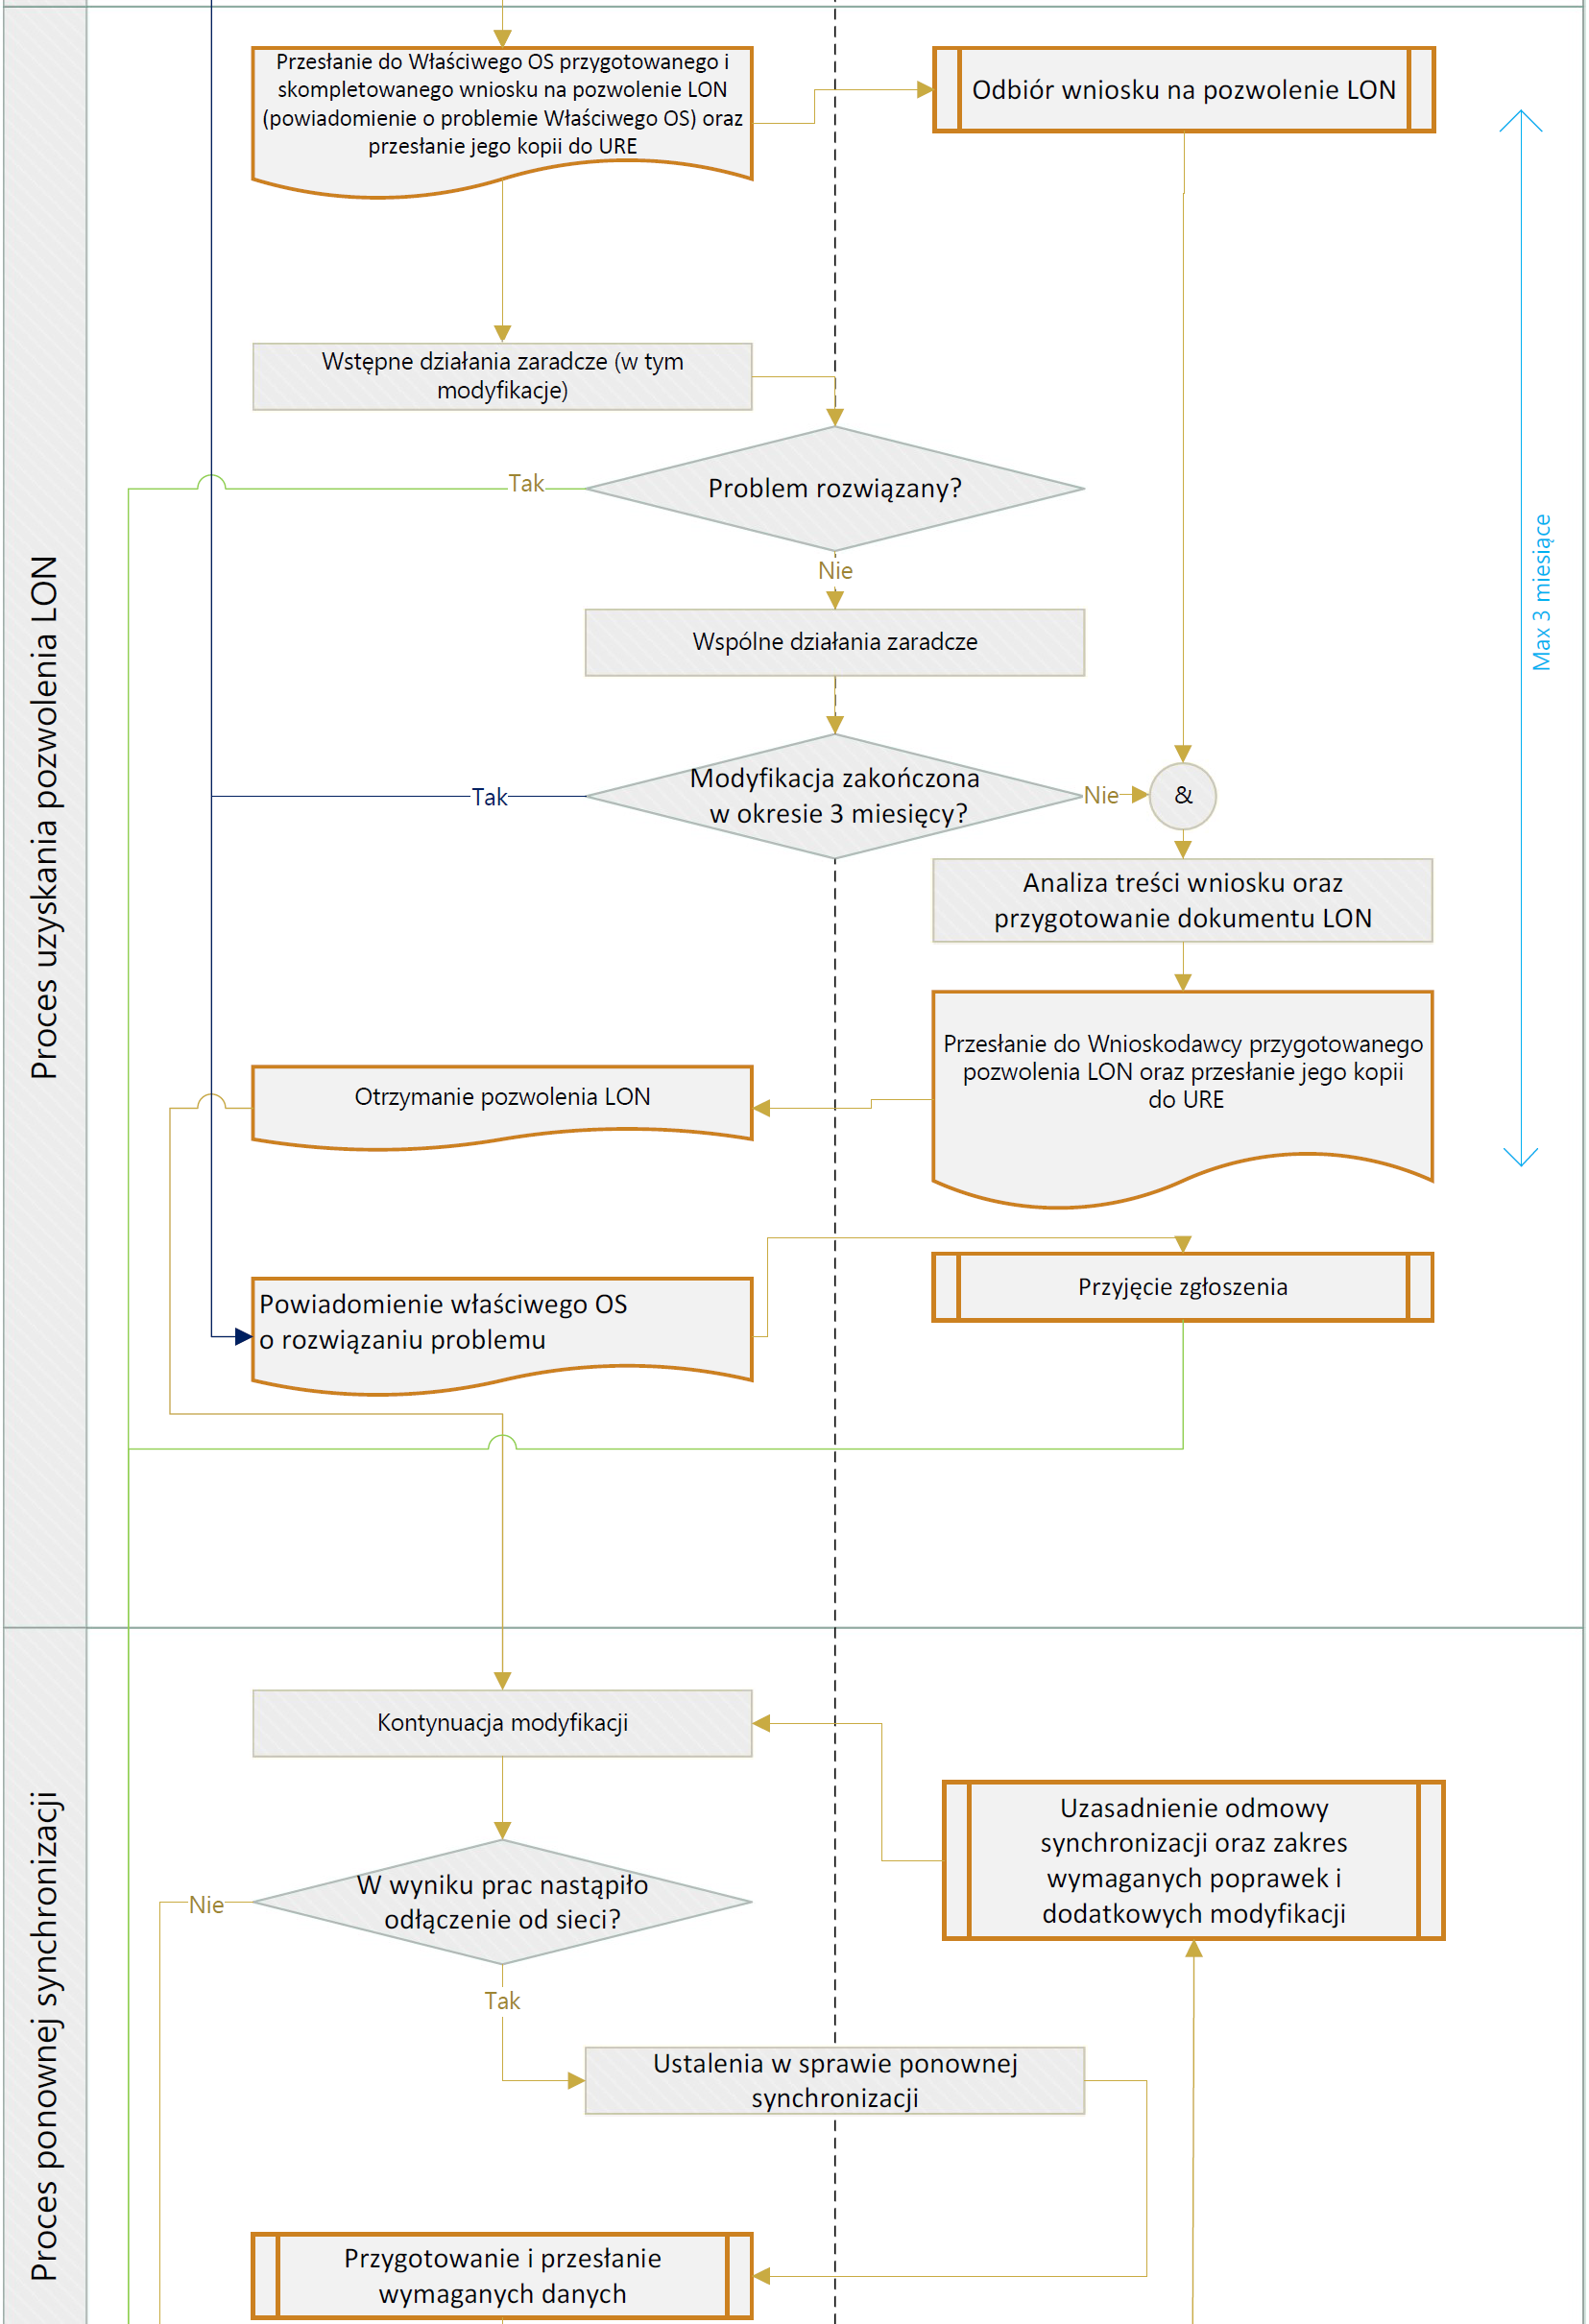 Proces uzyskania pozwolenia LON
Przesłanie do Właściwego OS przygotowanego i
skompletowanego wniosku na pozwolenie LON
(powiadomienie o problemie Właściwego OS) oraz
przesłanie jego kopii do URE
Odbiór wniosku na pozwolenie LON
Wstępne działania zaradcze (w tym
modyfikacje)
Tak
Problem rozwiązany?
Nie
Max 3 miesiące
Wspólne działania zaradcze
Tak
Modyfikacja zakończona
w okresie 3 miesięcy?
Nie
&
Analiza treści wniosku oraz
przygotowanie dokumentu LON
Przesłanie do Wnioskodawcy przygotowanego
pozwolenia LON oraz przesłanie jego kopii
do URE
Otrzymanie pozwolenia LON
Przyjęcie zgłoszenia
Powiadomienie właściwego OS
o rozwiązaniu problemu
Proces ponownej synchronizacji
Kontynuacja modyfikacji
Uzasadnienie odmowy
synchronizacji oraz zakres
wymaganych poprawek i
dodatkowych modyfikacji
W wyniku prac nastąpiło
odłączenie od sieci?
Nie
Tak
Ustalenia w sprawie ponownej
synchronizacji
Przygotowanie i przesłanie
wymaganych danych